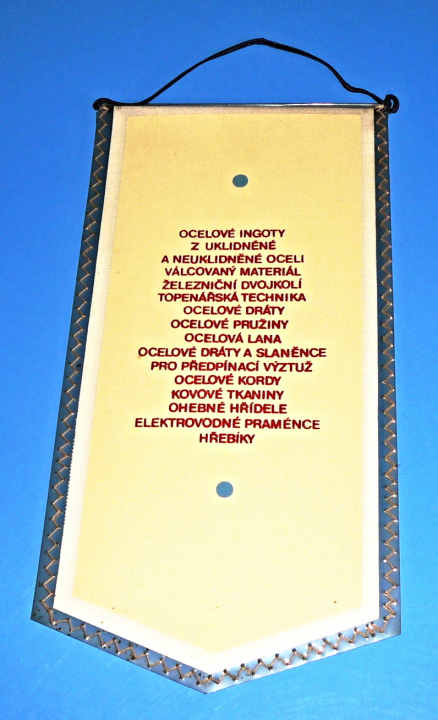 OCELOVÉ INGOTY
Z UKLIDNĚNÉ
A NEUKLIDNĚNÉ OCELI
VÁLCOVANÝ MATERIÁL
ŽELEZNIČNÍ DVOJKOLÍ
TOPENÁŘSKÁ TECHNIKA
OCELOVÉ DRÁTY
OCELOVÉ PRUŽINY
OCELOVÁ LANA
OCELOVÉ DRÁTY A SLANĚNCE
PRO PŘEDPÍNACÍ VÝZTUŽ
OCELOVÉ KORDY
KOVOVÉ TKANINY
OHEBNÉ HŘÍDELE
ELEKTROVODNÉ PRAMÉNCE
HŘEBÍKY